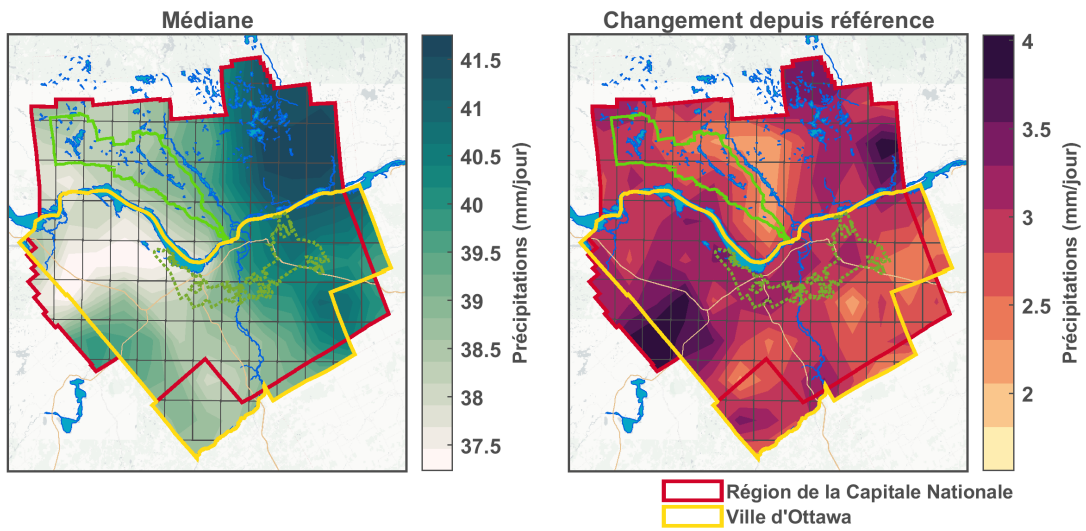 Médiane
41.5
41
40.5
40
39.5
39
38.5
38
37.5
Précipitations (mm/jour)
Changement depuis référence
4
3.5
3
2.5
2
Précipitations (mm/jour)
Région de la Capitale Nationale
Ville d'Ottawa